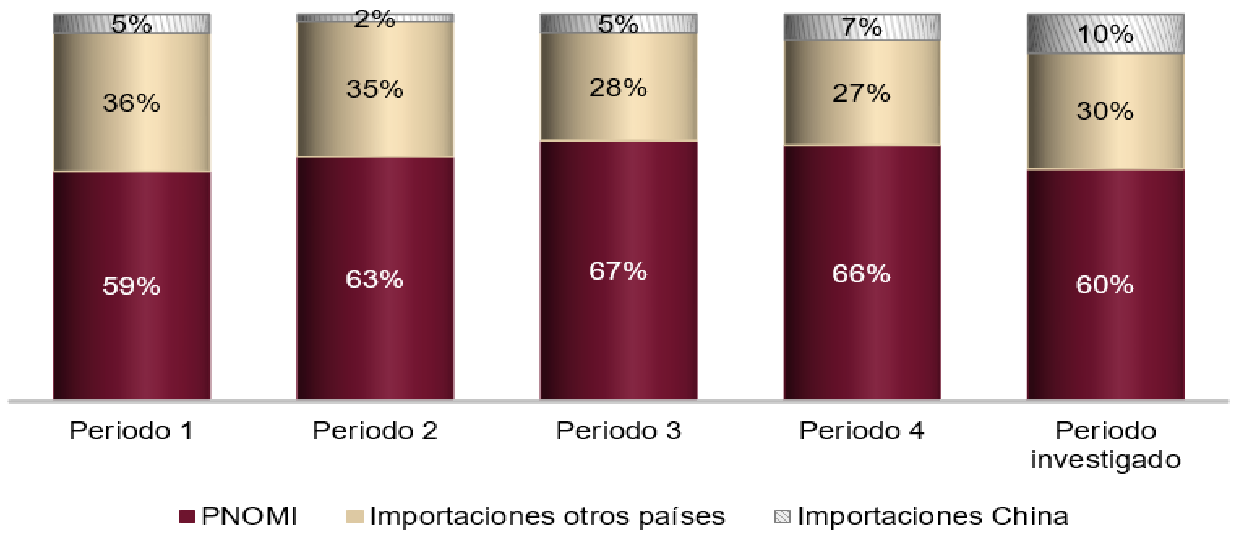 5% 2% 5% 7% 10%
36% 35% 28% 27% 30%
59% 63% 67% 66% 60%
Periodo 1 Periodo 2 Periodo 3 Periodo 4 Periodo
investigado
PNOMI Importaciones otros países Importaciones China